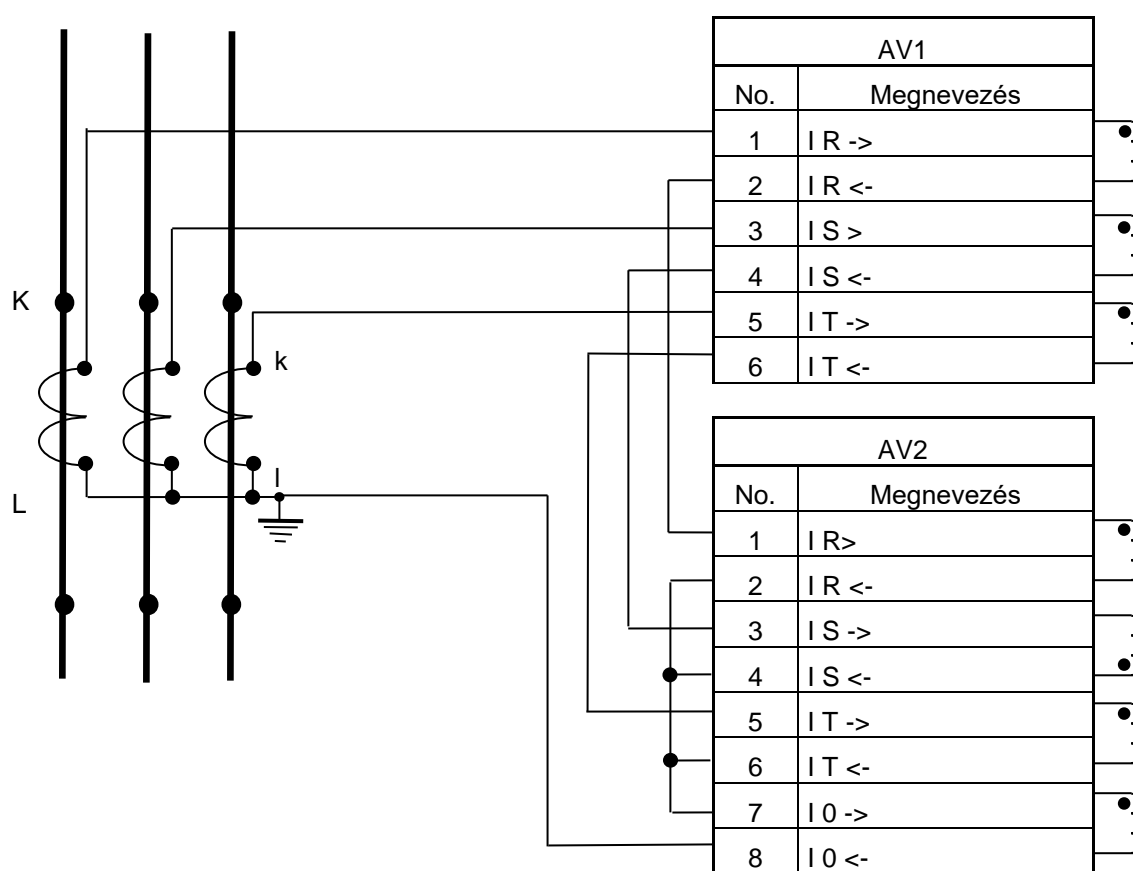 AV1
No. Megnevezés
1 I R ->
2 I R <-
3 I S >
4 I S <-
5 I T ->
6 I T <-
K
k
l
L
AV2
No. Megnevezés
1 I R>
2 I R <-
3 I S ->
4 I S <-
5 I T ->
6 I T <-
7 I 0 ->
8 I 0 <-